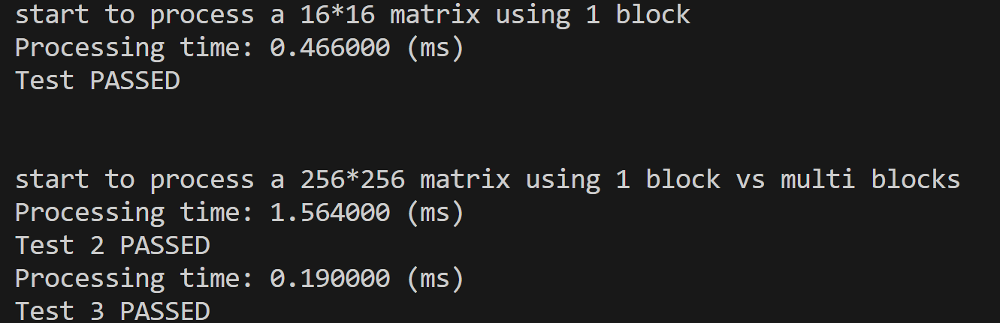 start to process a 16*16 matrix using 1 block
Processing time: 0.466000 (ms)
Test PASSED
start to process a 256*256 matrix using 1 block vs multi blocks
Processing time: 1.564000 (ms)
Test 2 PASSED
Processing time: 0.190000 (ms)
Test 3 PASSED